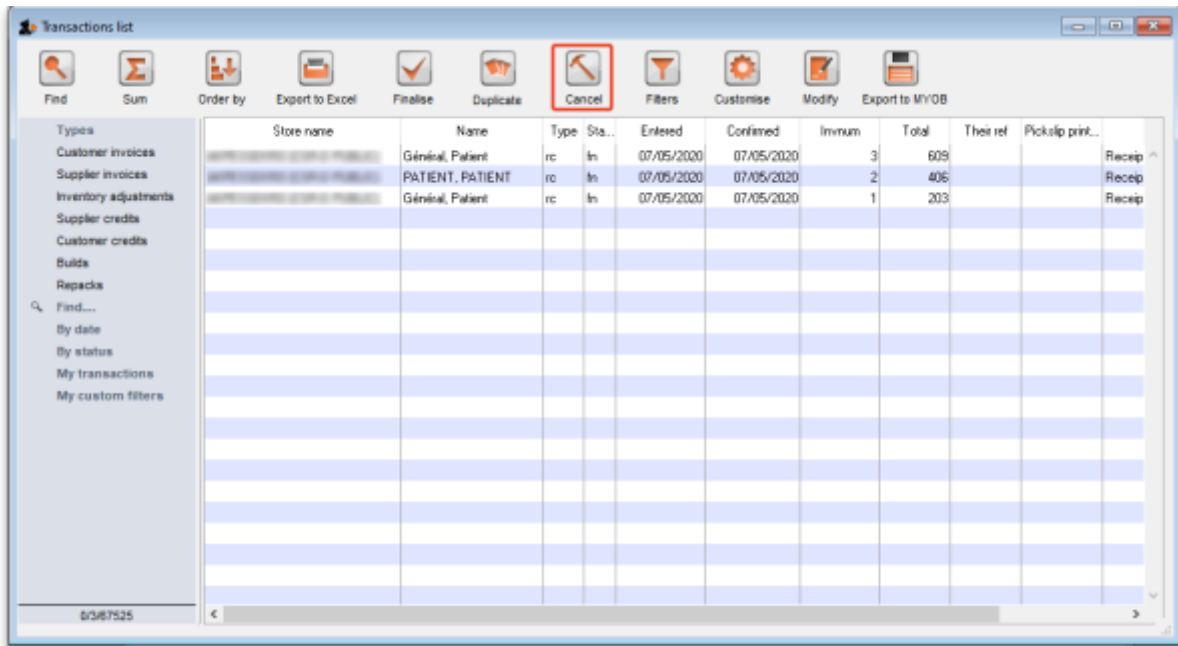 Transactions list
Find Sum Order by Export to Excel Finalise Duplicate Cancel Filters Customise Modify Export to MYOB
Types
Customer invoices
Supplier invoices
Inventory adjustments
Supplier credits
Customer credits
Builds
Repacks
Find....
By date
By status
My transactions
My custom filters
0/3/67525
Store name Name Type Sta... Entered Confirmed Invnum Total Their ref Pickslip print...
Général, Patient rc fn 07/05/2020 07/05/2020 3 609 Receip
PATIENT, PATIENT rc fn 07/05/2020 07/05/2020 2 406 Receip
Général, Patient rc fn 07/05/2020 07/05/2020 1 203 Receip